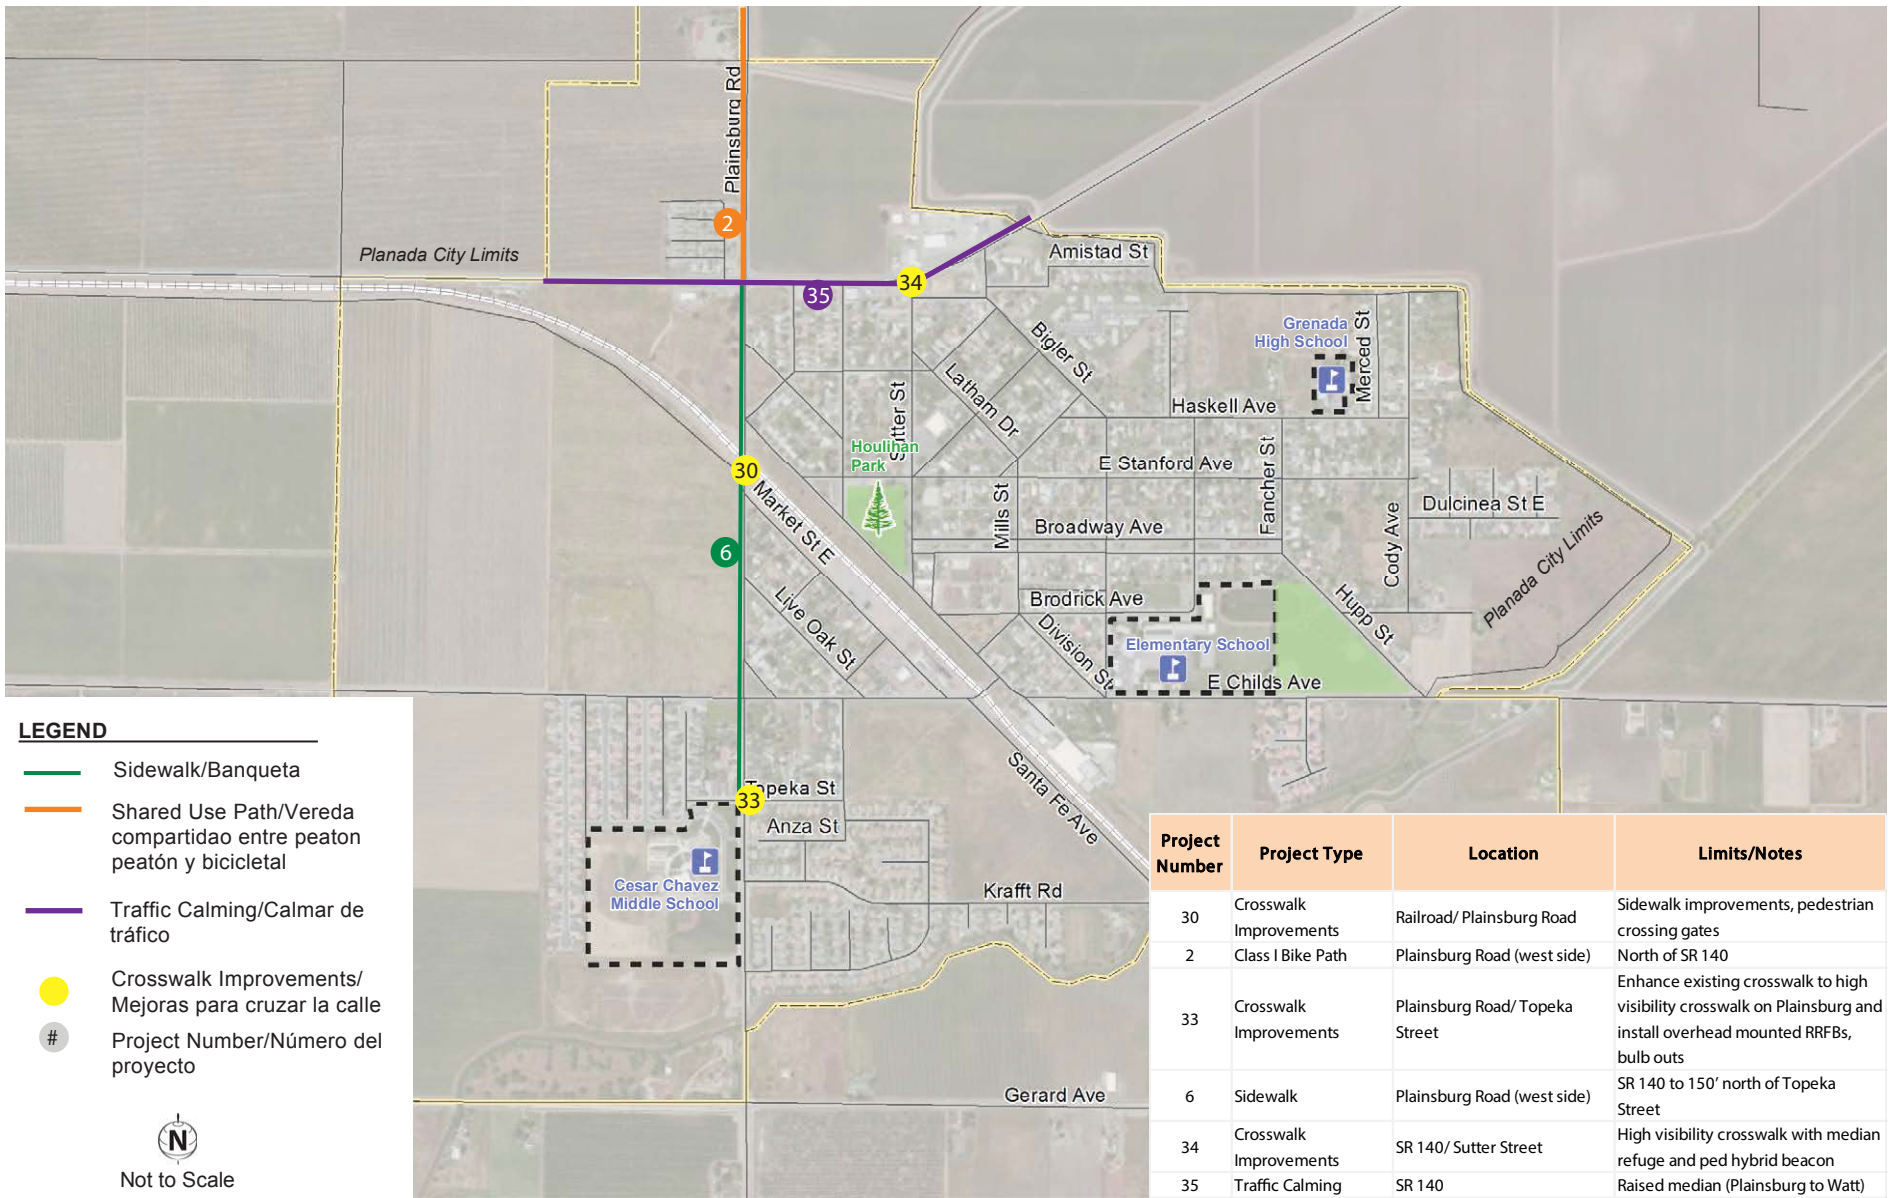 Plainsburg Rd
2
Planada City Limits
Amistad St
34
35
Grenada
High School
Merced St
Bigler St
Latham Dr
Sutter St
Haskell Ave
Houlihan
Park
E Stanford Ave
Fancher St
30
Market St E
Mills St
Dulcinea St E
Broadway Ave
Cody Ave
Planada City Limits
6
Live Oak St
Brodrick Ave
Hupp St
Division St
Elementary School
E Childs Ave
Topeka St
33
Anza St
Santa Fe Ave
Cesar Chavez
Middle School
Krafft Rd
Gerard Ave
LEGEND
Sidewalk/Banqueta
Shared Use Path/Vereda
compartidao entre peaton
peatón y bicicletal
Traffic Calming/Calmar de
tráfico
Crosswalk Improvements/
Mejoras para cruzar la calle
# Project Number/Número del
proyecto
N
Not to Scale
Project Number Project Type Location Limits/Notes
30 Crosswalk Improvements Railroad/ Plainsburg Road Sidewalk improvements, pedestrian
crossing gates
2 Class I Bike Path Plainsburg Road (west side) North of SR 140
33 Crosswalk Improvements Plainsburg Road/ Topeka Street Enhance existing crosswalk to high
visibility crosswalk on Plainsburg and
install overhead mounted RRFBs,
bulb outs
6 Sidewalk Plainsburg Road (west side) SR 140 to 150’ north of Topeka
Street
34 Crosswalk Improvements SR 140/ Sutter Street High visibility crosswalk with median
refuge and ped hybrid beacon
35 Traffic Calming SR 140 Raised median (Plainsburg to Watt)